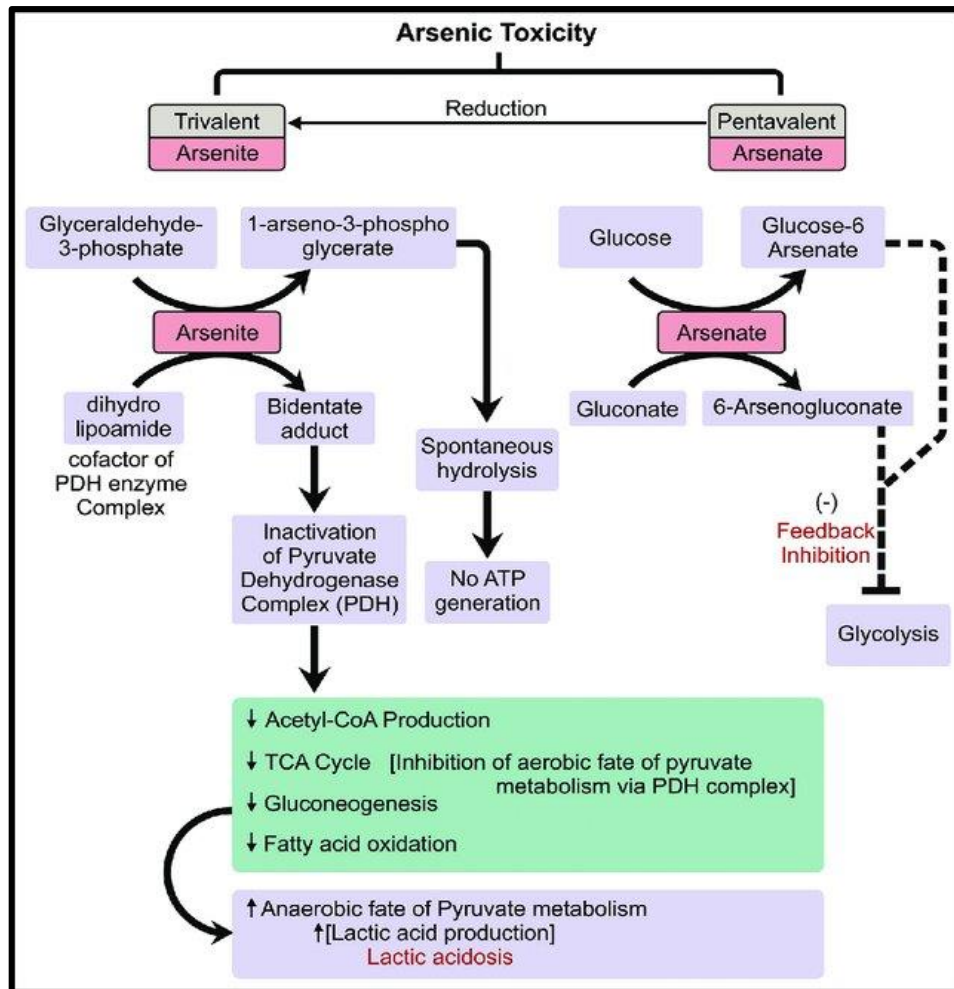 Arsenic Toxicity
Trivalent
Arsenite
Reduction
Pentavalent
Arsenate
Glyceraldehyde-
3-phosphate
1-arseno-3-phospho
glycerate
Arsenite
dihydro
lipoamide
cofactor of
PDH enzyme
Complex
Bidentate
adduct
Inactivation
of Pyruvate
Dehydrogenase
Complex (PDH)
Spontaneous
hydrolysis
No ATP
generation
Glucose
Glucose-6
Arsenate
Arsenate
Gluconate
6-Arsenogluconate
(-)
Feedback
Inhibition
Glycolysis
↓ Acetyl-CoA Production
↓ TCA Cycle [Inhibition of aerobic fate of pyruvate
metabolism via PDH complex]
↓ Gluconeogenesis
↓ Fatty acid oxidation
↑ Anaerobic fate of Pyruvate metabolism
↑[Lactic acid production]
Lactic acidosis